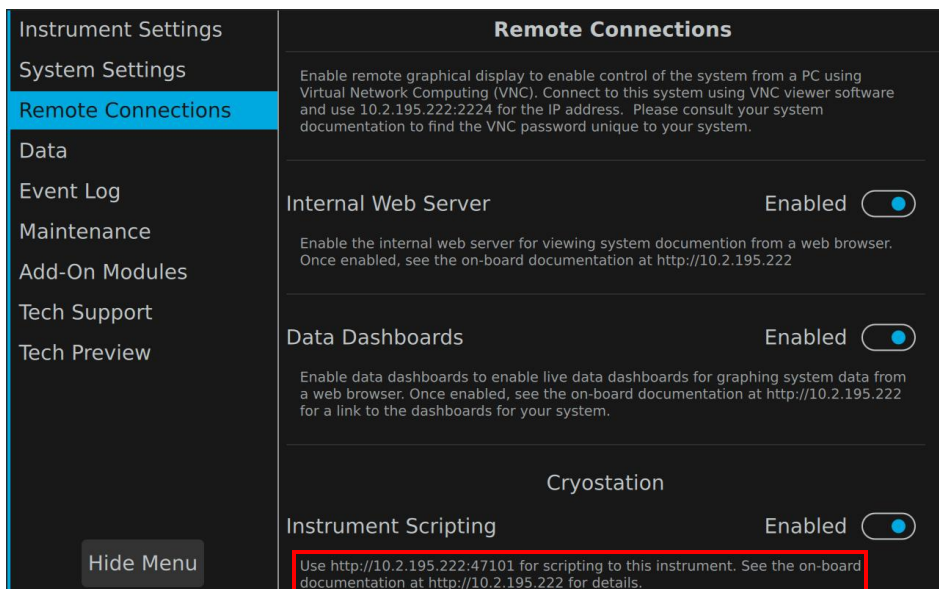 Instrument Settings
System Settings
Remote Connections
Data
Event Log
Maintenance
Add-On Modules
Tech Support
Tech Preview
Hide Menu
Remote Connections
Enable remote graphical display to enable control of the system from a PC using
Virtual Network Computing (VNC). Connect to this system using VNC viewer software
and use 10.2.195.222:2224 for the IP address. Please consult your system
documentation to find the VNC password unique to your system.
Internal Web Server Enabled
Enable the internal web server for viewing system documention from a web browser.
Once enabled, see the on-board documentation at http://10.2.195.222
Data Dashboards Enabled
Enable data dashboards to enable live data dashboards for graphing system data from
a web browser. Once enabled, see the on-board documentation at http://10.2.195.222
for a link to the dashboards for your system.
Cryostation
Instrument Scripting Enabled
Use http://10.2.195.222:47101 for scripting to this instrument. See the on-board
documentation at http://10.2.195.222 for details.